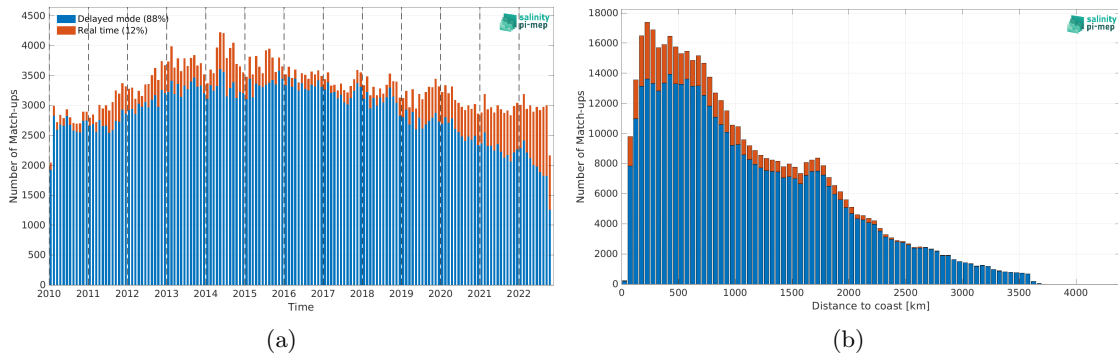 Delayed mode (88%)
Real time (12%)
salinity
pi-mep
Number of Match-ups
4500
4000
3500
3000
2500
2000
1500
1000
500
0
2010 2011 2012 2013 2014 2015 2016 2017 2018 2019 2020 2021 2022
Time
(a)
salinity
pi-mep
Number of Match-ups
18000
16000
14000
12000
10000
8000
6000
4000
2000
0
0 500 1000 1500 2000 2500 3000 3500 4000
Distance to coast [km]
(b)